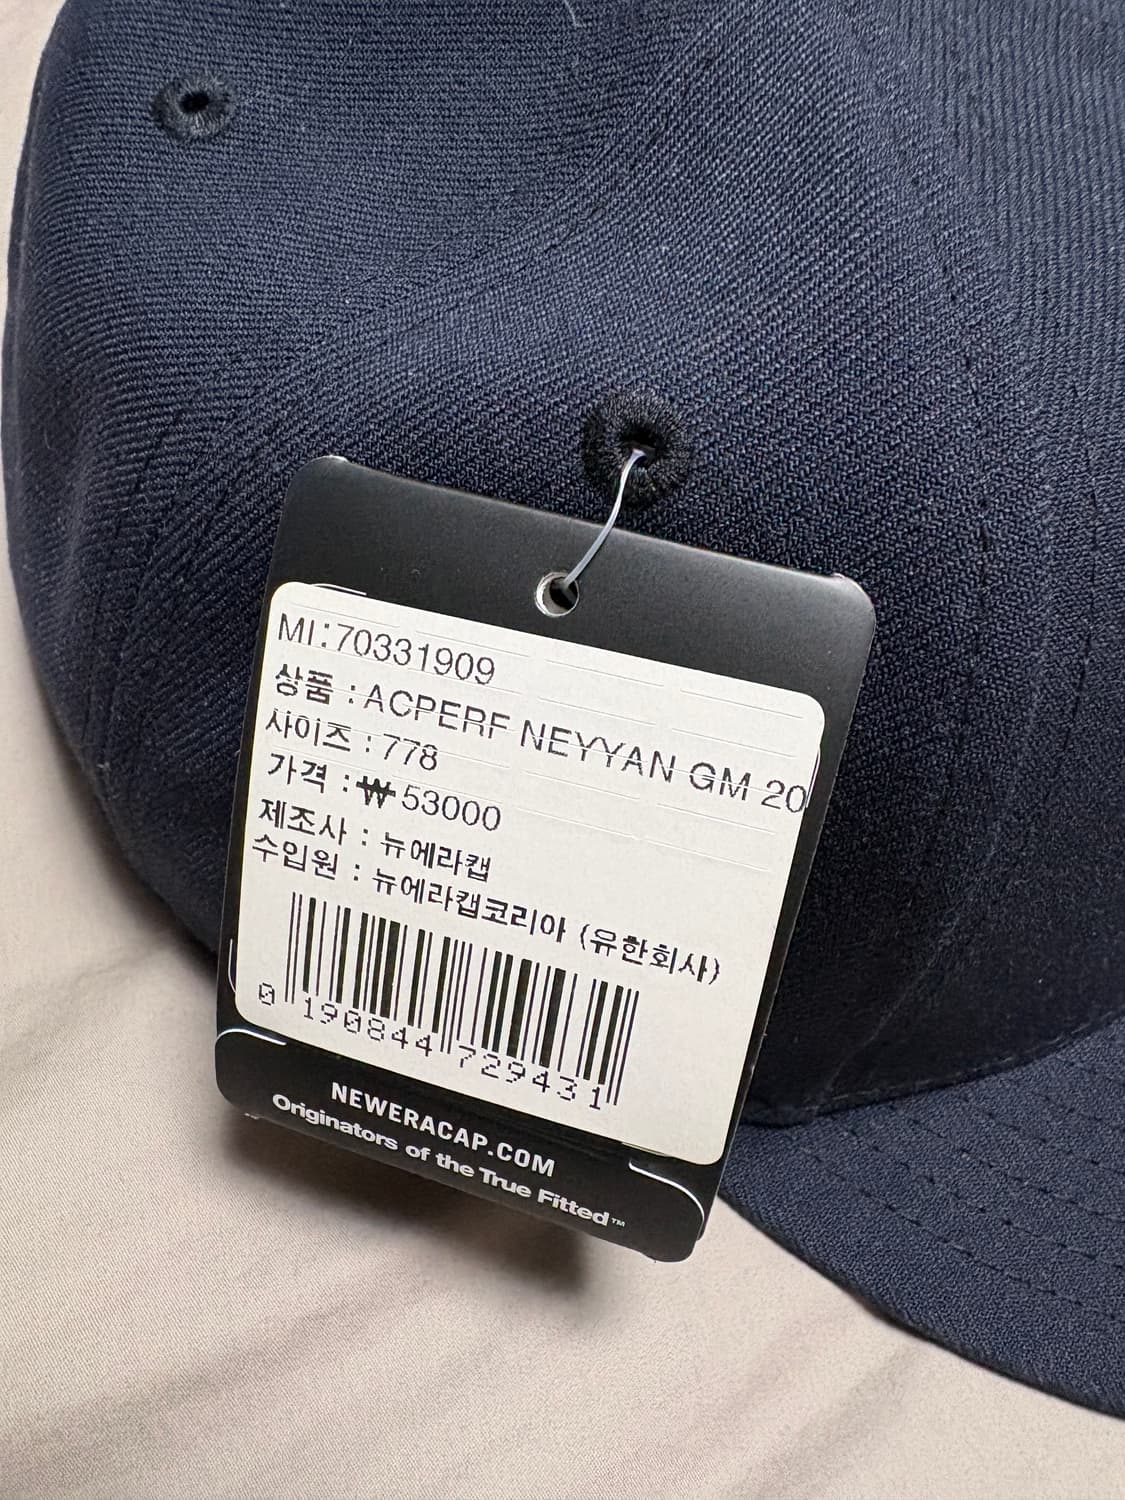 MI:70331909
상품 : ACPERF NEYYAN GM 20
사이즈 : 778
가격 : ₩53000
제조사 : 뉴에라캡
수입원 : 뉴에라캡코리아 (유한회사)
0 190844 729431
NEWERACAP.COM
Originators of the True Fitted™